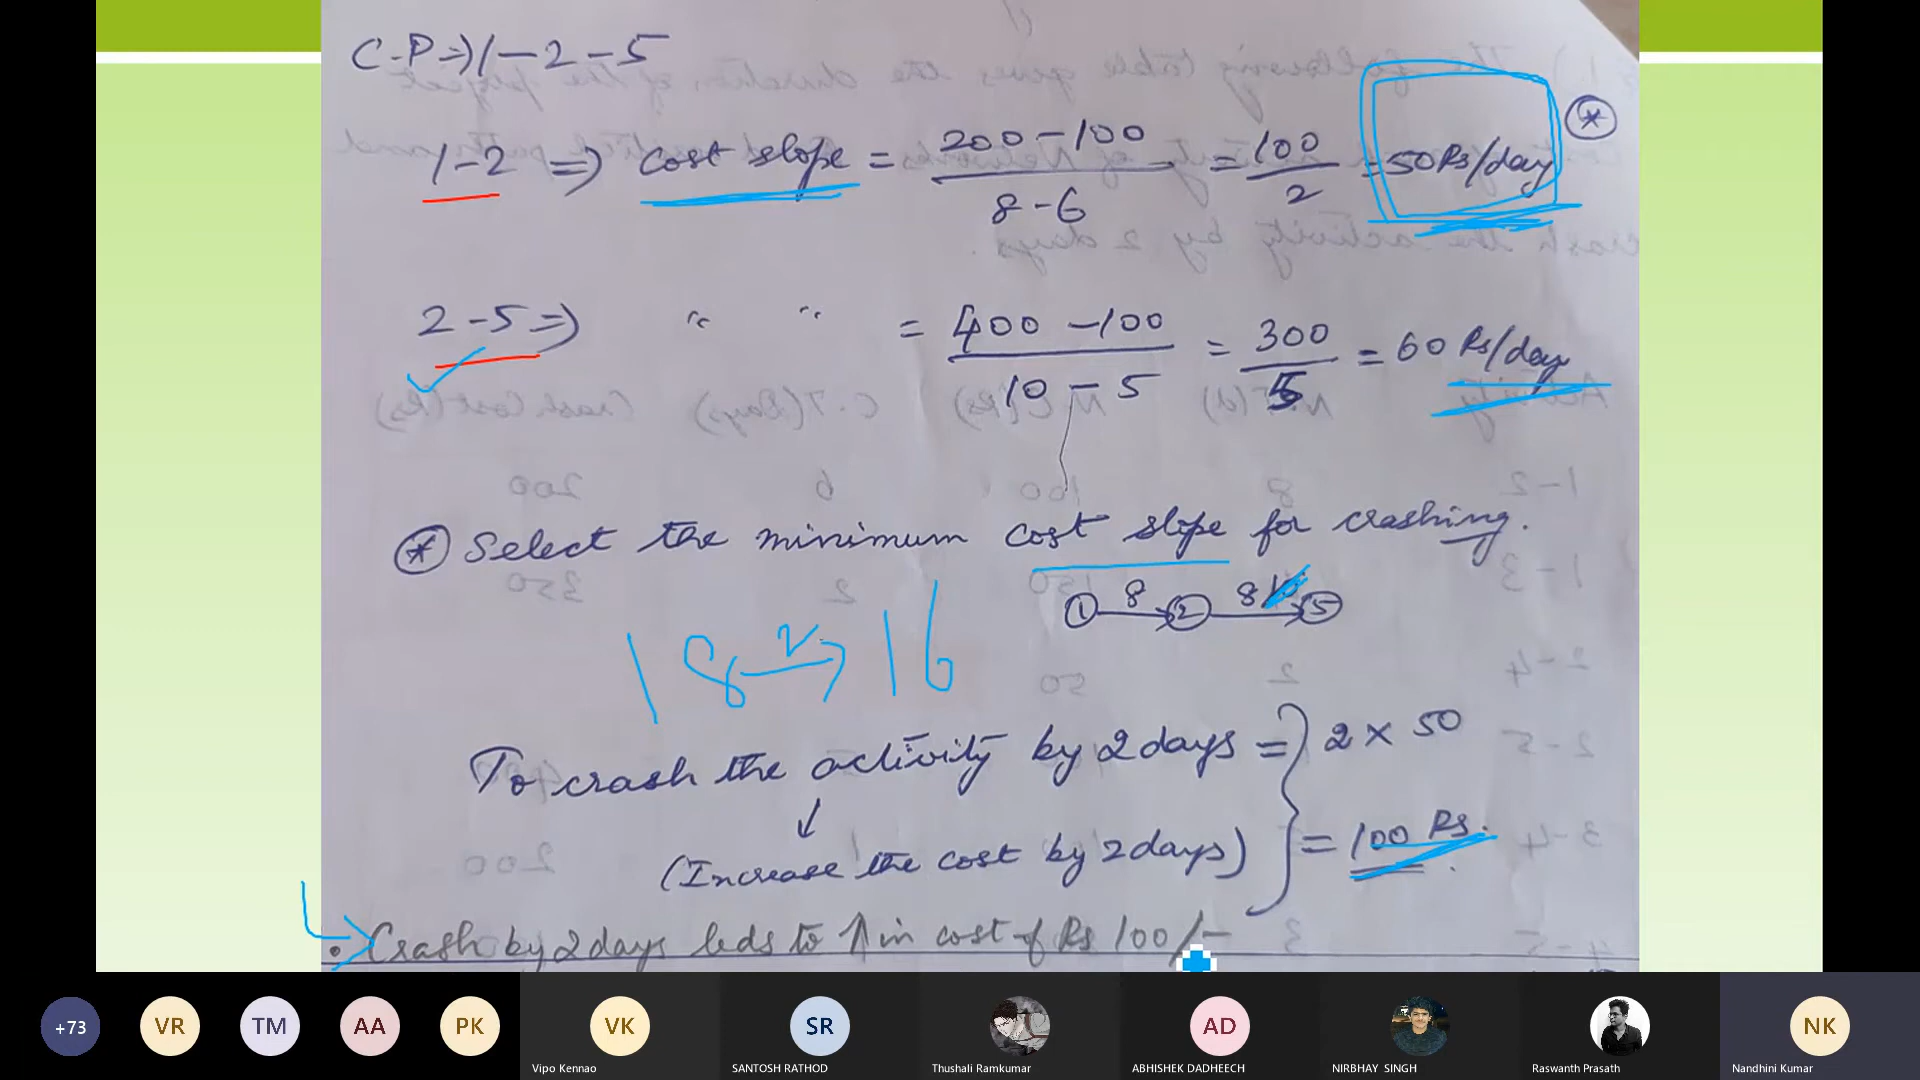 C.P⇒1-2-5
1-2 ⇒ Cost slope = 200-100 / 8-6 = 100/2 = 50 Rs/day *
2-5 ⇒ " " = 400-100 / 10-5 = 300/5 = 60 Rs/day
* Select the minimum cost slope for crashing.
1 8 2 8 5
18 2→ 16
To crash the activity by 2 days = 2 × 50
↓
(Increase the cost by 2 days) = 100 Rs.
Crash by 2 days leds to ↑ in cost of Rs 100/-
+73 VR TM AA PK VK SR AD NK
Vipo Kennao SANTOSH RATHOD Thushali Ramkumar ABHISHEK DADHEECH NIRBHAY SINGH Raswanth Prasath Nandhini Kumar